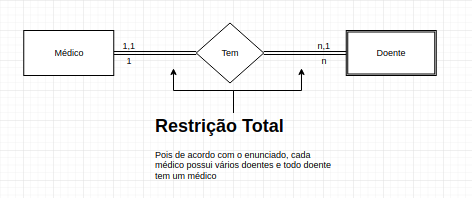 Médico
1,1
1
Tem
n,1
n
Doente
Restrição Total
Pois de acordo com o enunciado, cada
médico possui vários doentes e todo doente
tem um médico